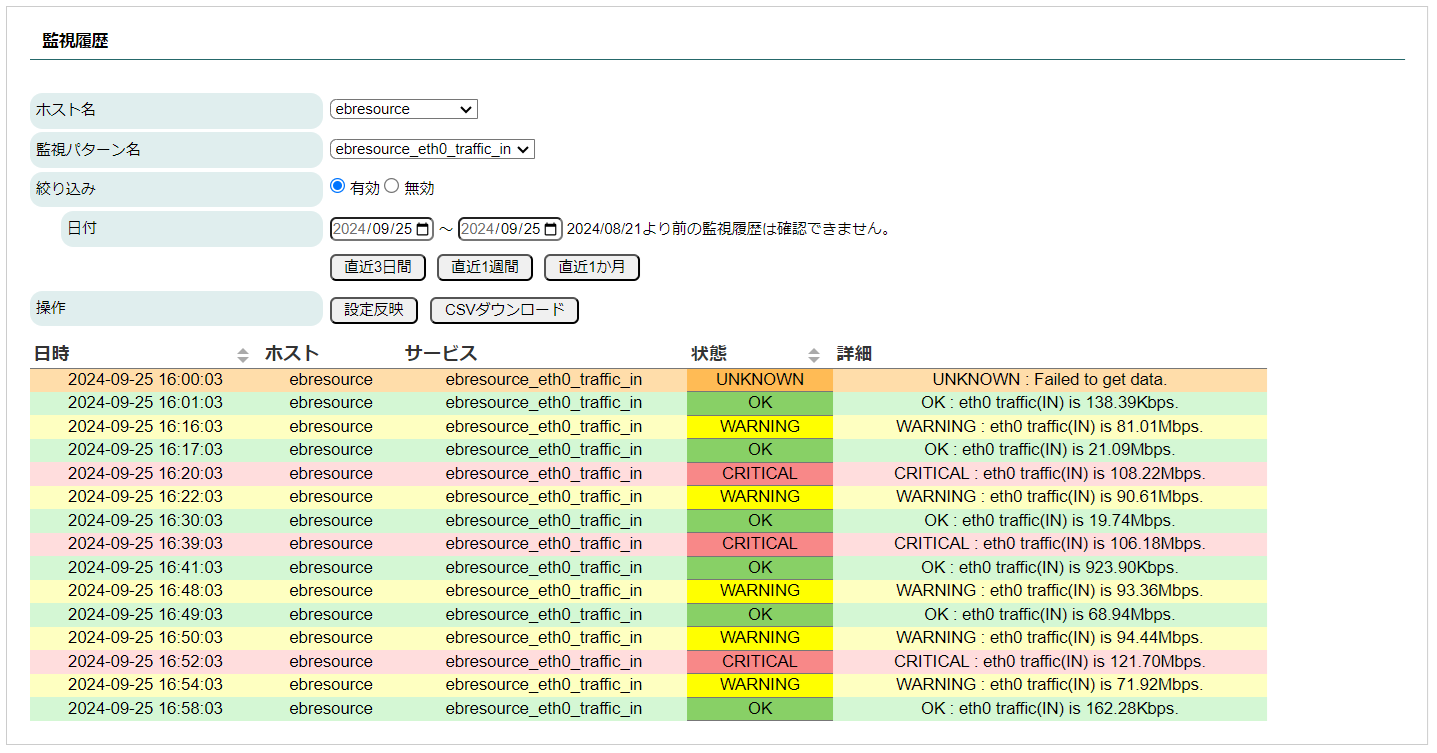 監視履歴
ホスト名 ebresource
監視パターン名 ebresource_eth0_traffic_in
絞り込み 有効 無効
日付 2024/09/25 ～ 2024/09/25 2024/08/21より前の監視履歴は確認できません。
直近3日間 直近1週間 直近1か月
操作 設定反映 CSVダウンロード
日時 ホスト サービス 状態 詳細
2024-09-25 16:00:03 ebresource ebresource_eth0_traffic_in UNKNOWN UNKNOWN : Failed to get data.
2024-09-25 16:01:03 ebresource ebresource_eth0_traffic_in OK OK : eth0 traffic(IN) is 138.39Kbps.
2024-09-25 16:16:03 ebresource ebresource_eth0_traffic_in WARNING WARNING : eth0 traffic(IN) is 81.01Mbps.
2024-09-25 16:17:03 ebresource ebresource_eth0_traffic_in OK OK : eth0 traffic(IN) is 21.09Mbps.
2024-09-25 16:20:03 ebresource ebresource_eth0_traffic_in CRITICAL CRITICAL : eth0 traffic(IN) is 108.22Mbps.
2024-09-25 16:22:03 ebresource ebresource_eth0_traffic_in WARNING WARNING : eth0 traffic(IN) is 90.61Mbps.
2024-09-25 16:30:03 ebresource ebresource_eth0_traffic_in OK OK : eth0 traffic(IN) is 19.74Mbps.
2024-09-25 16:39:03 ebresource ebresource_eth0_traffic_in CRITICAL CRITICAL : eth0 traffic(IN) is 106.18Mbps.
2024-09-25 16:41:03 ebresource ebresource_eth0_traffic_in OK OK : eth0 traffic(IN) is 923.90Kbps.
2024-09-25 16:48:03 ebresource ebresource_eth0_traffic_in WARNING WARNING : eth0 traffic(IN) is 93.36Mbps.
2024-09-25 16:49:03 ebresource ebresource_eth0_traffic_in OK OK : eth0 traffic(IN) is 68.94Mbps.
2024-09-25 16:50:03 ebresource ebresource_eth0_traffic_in WARNING WARNING : eth0 traffic(IN) is 94.44Mbps.
2024-09-25 16:52:03 ebresource ebresource_eth0_traffic_in CRITICAL CRITICAL : eth0 traffic(IN) is 121.70Mbps.
2024-09-25 16:54:03 ebresource ebresource_eth0_traffic_in WARNING WARNING : eth0 traffic(IN) is 71.92Mbps.
2024-09-25 16:58:03 ebresource ebresource_eth0_traffic_in OK OK : eth0 traffic(IN) is 162.28Kbps.